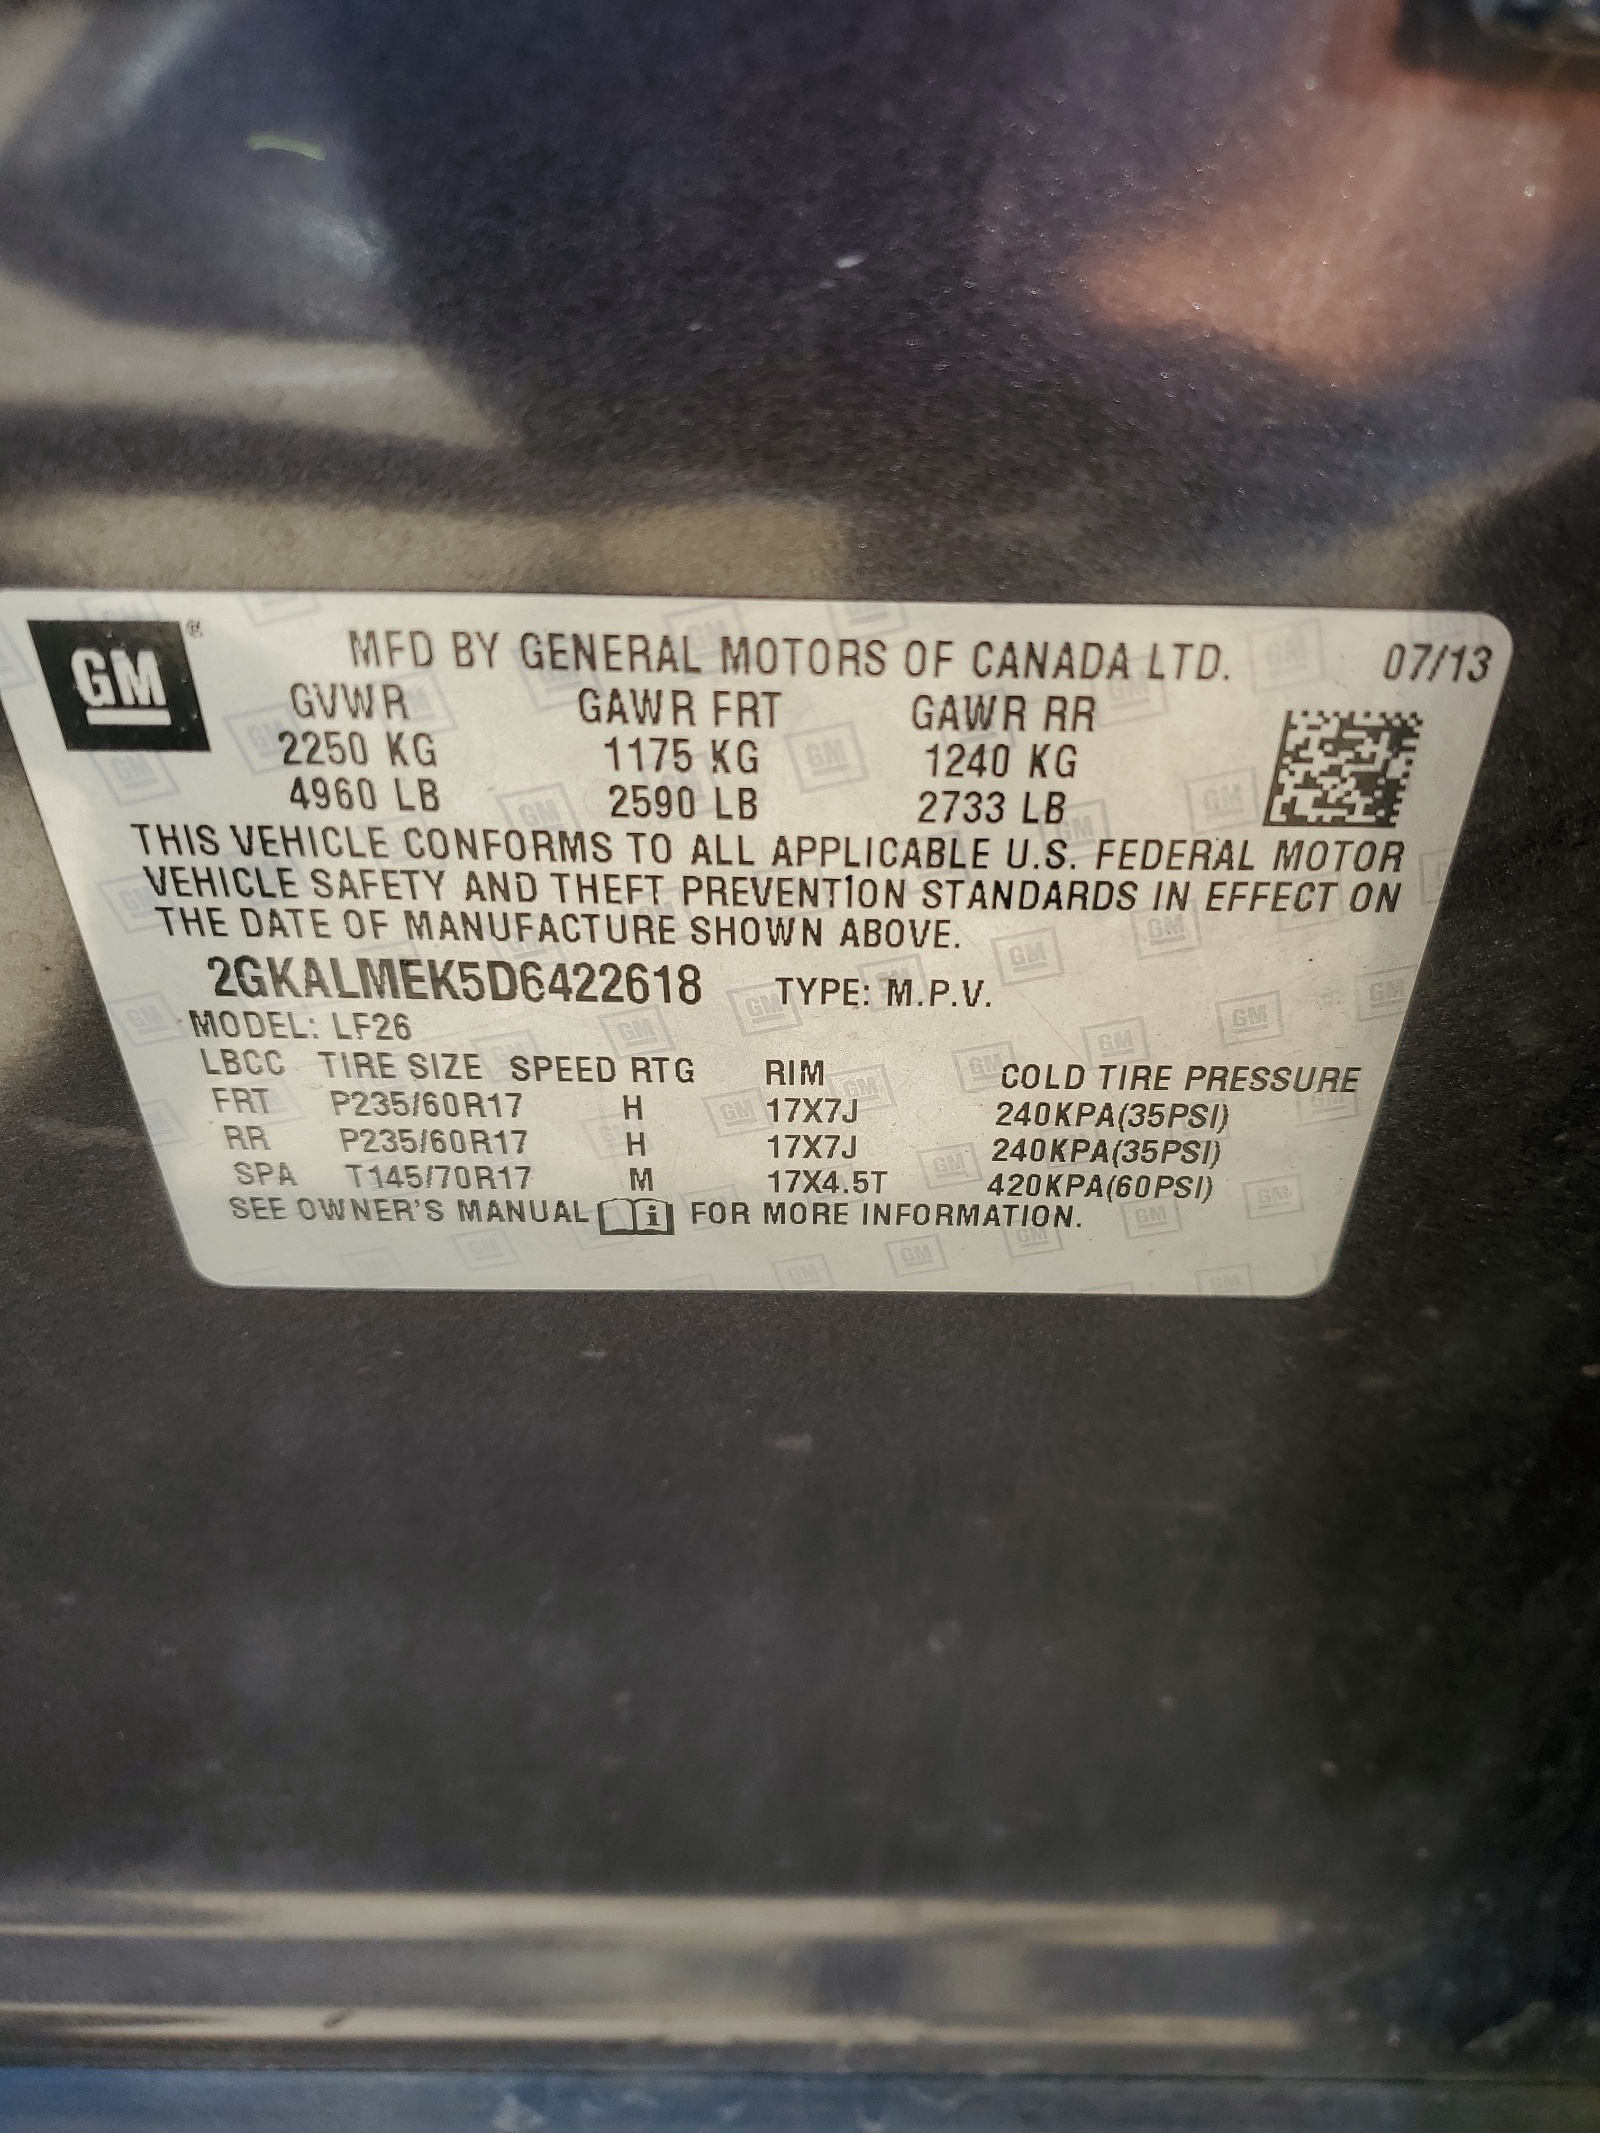 GM ® MFD BY GENERAL MOTORS OF CANADA LTD. 07/13
GVWR GAWR FRT GAWR RR
2250 KG 1175 KG 1240 KG
4960 LB 2590 LB 2733 LB
THIS VEHICLE CONFORMS TO ALL APPLICABLE U.S. FEDERAL MOTOR
VEHICLE SAFETY AND THEFT PREVENTION STANDARDS IN EFFECT ON
THE DATE OF MANUFACTURE SHOWN ABOVE.
2GKALMEK5D6422618 TYPE: M.P.V.
MODEL: LF26
LBCC TIRE SIZE SPEED RTG RIM COLD TIRE PRESSURE
FRT P235/60R17 H 17X7J 240KPA(35PSI)
RR P235/60R17 H 17X7J 240KPA(35PSI)
SPA T145/70R17 M 17X4.5T 420KPA(60PSI)
SEE OWNER'S MANUAL i FOR MORE INFORMATION.